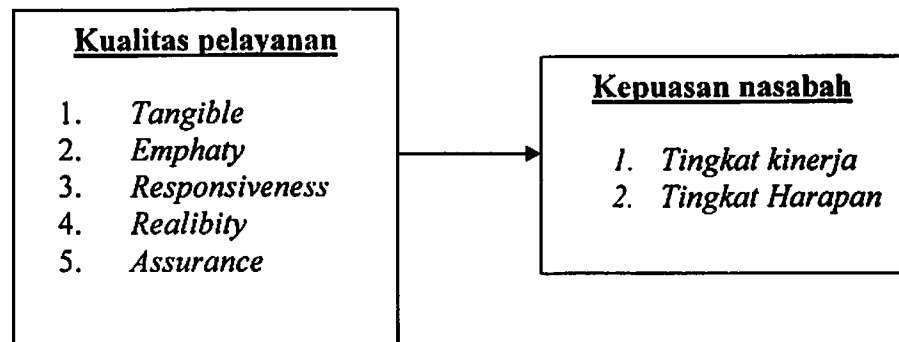 Kualitas pelayanan
1. Tangible
2. Emphaty
3. Responsiveness
4. Realibity
5. Assurance
Kepuasan nasabah
1. Tingkat kinerja
2. Tingkat Harapan